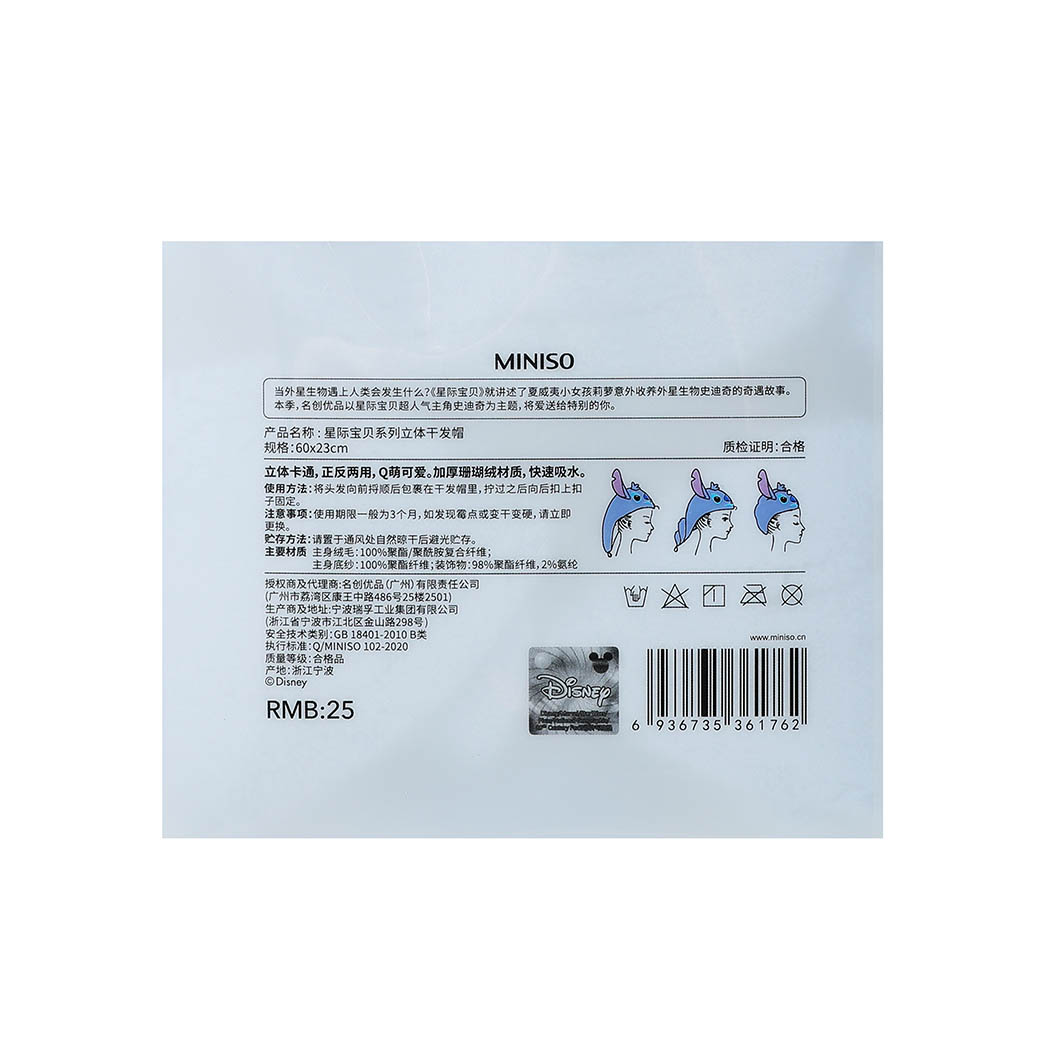 MINISO
当外星生物遇上人类会发生什么？《星际宝贝》就讲述了夏威夷小女孩莉萝意外收养外星生物史迪奇的奇遇故事。
本季，名创优品以星际宝贝超人气主角史迪奇为主题，将爱送给特别的你。
产品名称：星际宝贝系列立体干发帽
规格：60x23cm
质检证明：合格
立体卡通，正反两用，Q萌可爱。加厚珊瑚绒材质，快速吸水。
使用方法：将头发向前捋顺后包裹在干发帽里，拧过之后向后扣上扣
子固定。
注意事项：使用期限一般为3个月，如发现霉点或变干变硬，请立即
更换。
贮存方法：请置于通风处自然晾干后避光贮存。
主要材质 主身绒毛：100%聚酯/聚酰胺复合纤维；
主身底纱：100%聚酯纤维；装饰物：98%聚酯纤维，2%氨纶
授权商及代理商：名创优品（广州）有限责任公司
（广州市荔湾区康王中路486号25楼2501）
生产商及地址：宁波瑞孚工业集团有限公司
（浙江省宁波市江北区金山路298号）
安全技术类别：GB 18401-2010 B类
执行标准：Q/MINISO 102-2020
质量等级：合格品
产地：浙江宁波
©Disney
RMB:25
www.miniso.cn
Disney
6 936735 361762